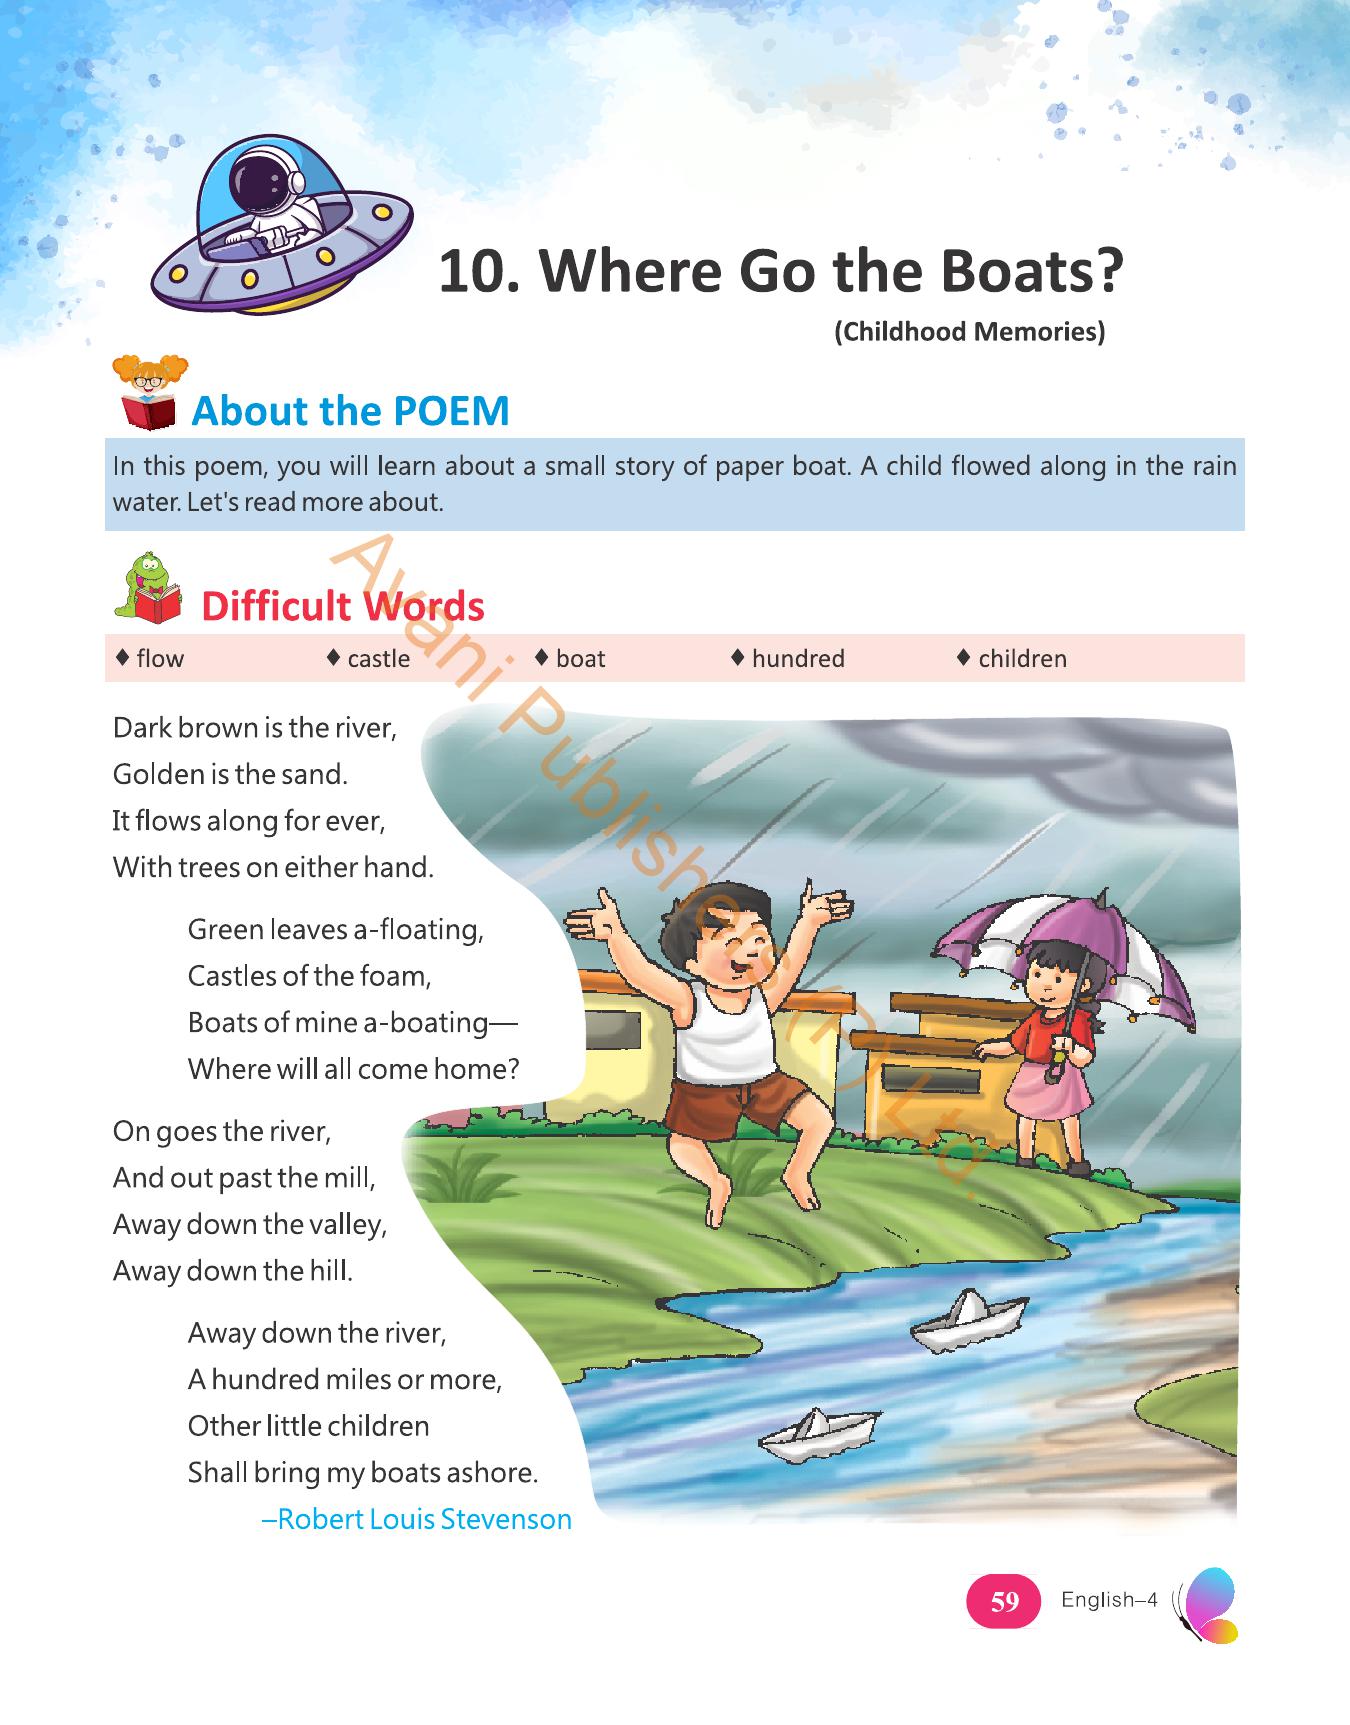 10. Where Go the Boats?
(Childhood Memories)
About the POEM
In this poem, you will learn about a small story of paper boat. A child flowed along in the rain
water. Let's read more about.
Difficult Words
♦ flow ♦ castle ♦ boat ♦ hundred ♦ children
Dark brown is the river,
Golden is the sand.
It flows along for ever,
With trees on either hand.
Green leaves a-floating,
Castles of the foam,
Boats of mine a-boating—
Where will all come home?
On goes the river,
And out past the mill,
Away down the valley,
Away down the hill.
Away down the river,
A hundred miles or more,
Other little children
Shall bring my boats ashore.
–Robert Louis Stevenson
Avani Publishers (P) Ltd.
59 English–4